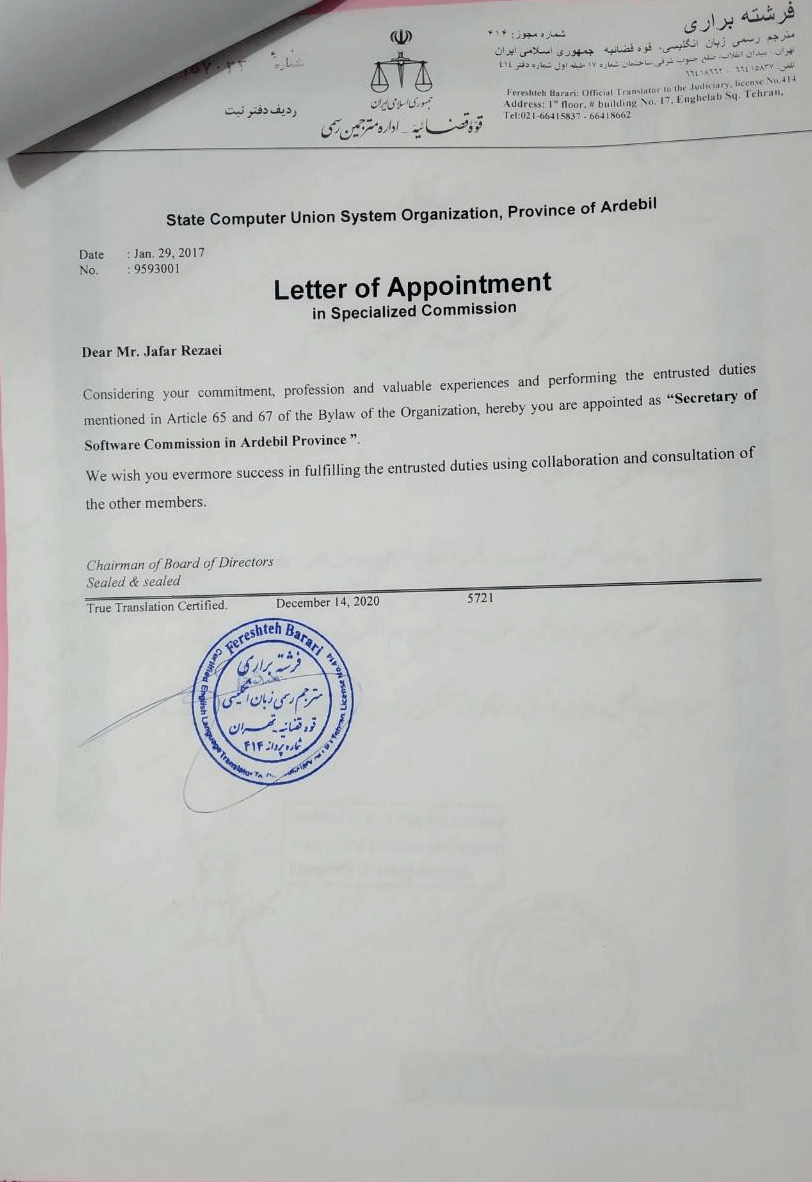 فرشته براری
مترجم رسمی زبان انگلیسی، قوه قضائیه جمهوری اسلامی ایران
شماره مجوز: ۴۱۴
تهران، میدان انقلاب، ضلع جنوب شرقی، ساختمان شماره ۱۷ طبقه اول شماره دفتر ٤١٤
تلفن: ٦٦٤١٥٨٣٧ - ٦٦٤١٨٦٦٢
Fereshteh Barari: Official Translator to the Judiciary, license No.414
Address: 1st floor, # building No. 17, Enghelab Sq. Tehran,
Tel:021-66415837 - 66418662
جمهوری اسلامی ایران
قوه قضائیه - اداره مترجمین رسمی
شماره
ردیف دفتر ثبت
State Computer Union System Organization, Province of Ardebil
Date : Jan. 29, 2017
No. : 9593001
Letter of Appointment
in Specialized Commission
Dear Mr. Jafar Rezaei
Considering your commitment, profession and valuable experiences and performing the entrusted duties
mentioned in Article 65 and 67 of the Bylaw of the Organization, hereby you are appointed as “Secretary of
Software Commission in Ardebil Province ”.
We wish you evermore success in fulfilling the entrusted duties using collaboration and consultation of
the other members.
Chairman of Board of Directors
Sealed & sealed
True Translation Certified. December 14, 2020 5721
Fereshteh Barari
Certified English Language Translator
فرشته براری
مترجم رسمی زبان انگلیسی
قوه قضائیه - تهران
شماره پروانه ۴۱۴